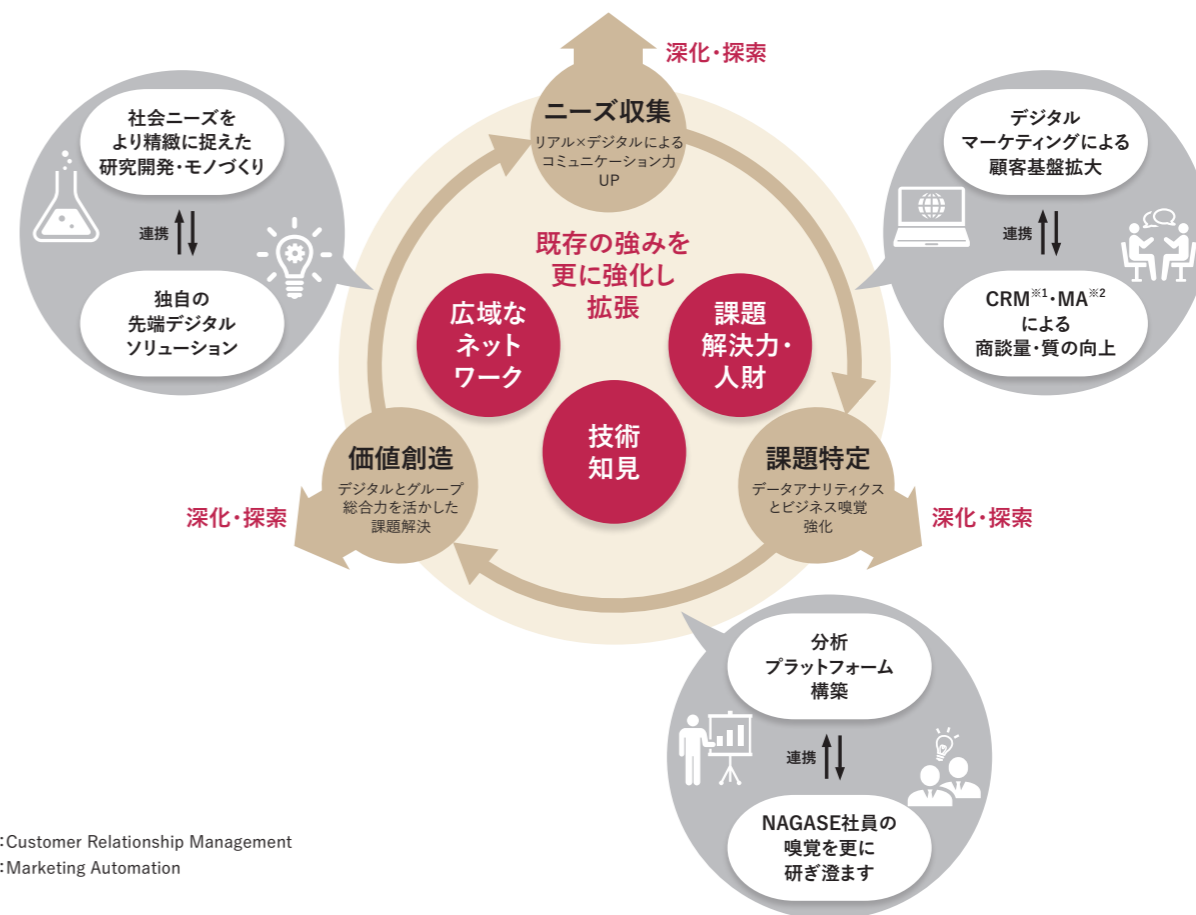 深化・探索
ニーズ収集
リアル×デジタルによる
コミュニケーション力
UP
社会ニーズを
より精緻に捉えた
研究開発・モノづくり
連携
独自の
先端デジタル
ソリューション
デジタル
マーケティングによる
顧客基盤拡大
連携
CRM※1・MA※2
による
商談量・質の向上
既存の強みを
更に強化し
拡張
広域な
ネット
ワーク
課題
解決力・
人財
技術
知見
価値創造
デジタルとグループ
総合力を活かした
課題解決
深化・探索
課題特定
データアナリティクス
とビジネス嗅覚
強化
深化・探索
分析
プラットフォーム
構築
連携
NAGASE社員の
嗅覚を更に
研ぎ澄ます
:Customer Relationship Management
:Marketing Automation